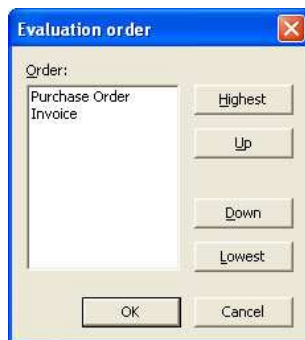 Evaluation order
Order:
Purchase Order
Invoice
Highest
Up
Down
Lowest
OK
Cancel